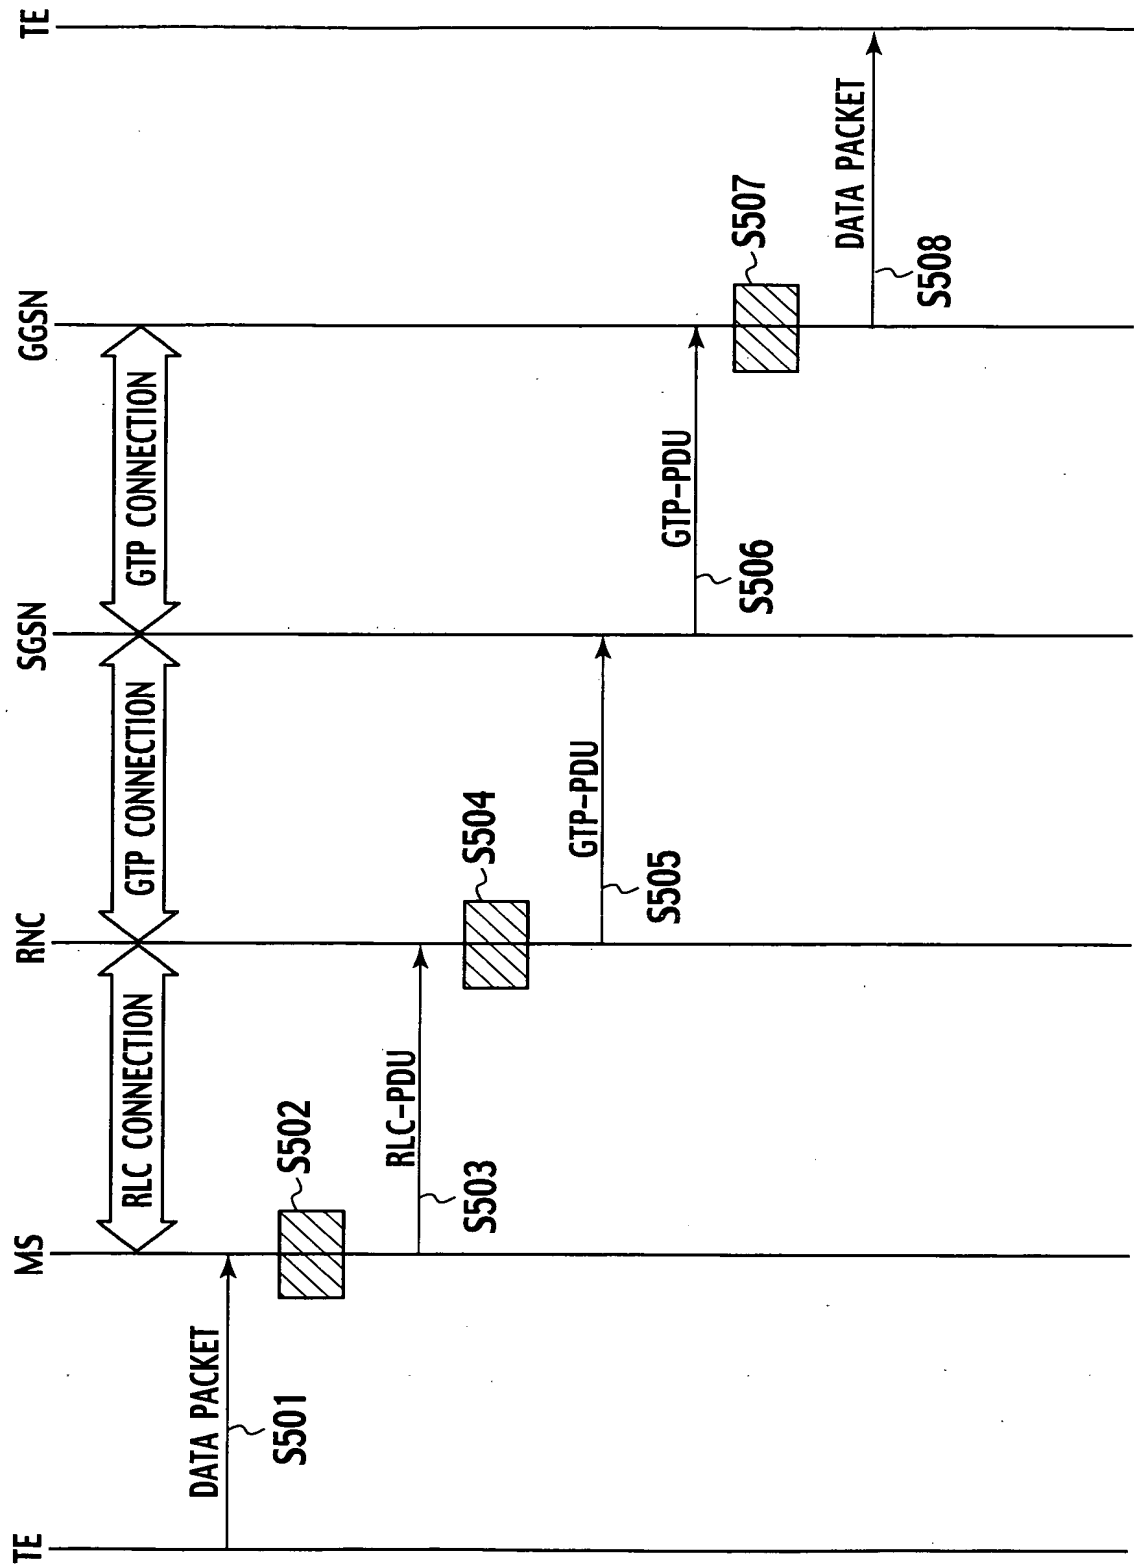 TE
MS
RNC
SGSN
GGSN
TE
RLC CONNECTION
GTP CONNECTION
GTP CONNECTION
DATA PACKET
S501
S502
RLC-PDU
S503
S504
GTP-PDU
S505
GTP-PDU
S506
S507
DATA PACKET
S508